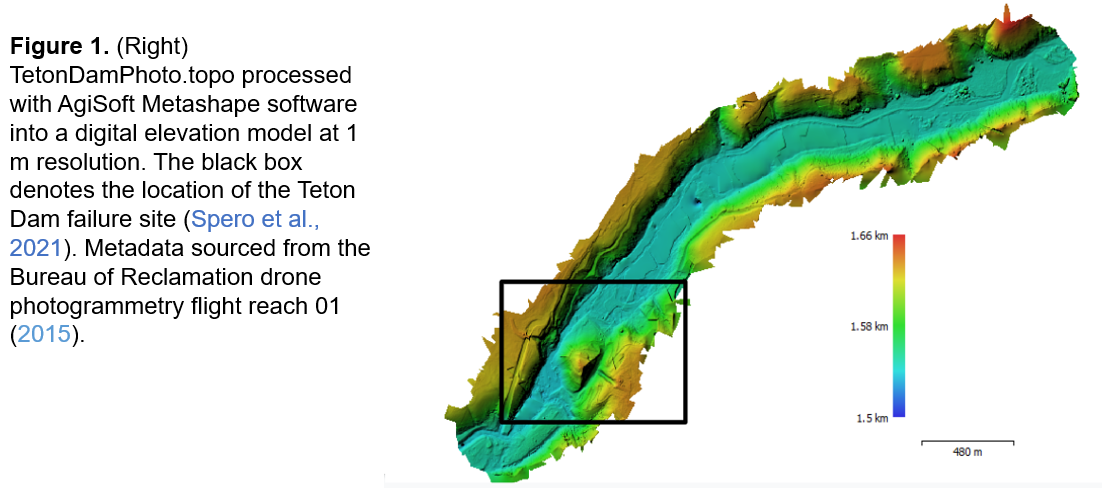 Figure 1. (Right)
TetonDamPhoto.topo processed
with AgiSoft Metashape software
into a digital elevation model at 1
m resolution. The black box
denotes the location of the Teton
Dam failure site (Spero et al.,
2021). Metadata sourced from the
Bureau of Reclamation drone
photogrammetry flight reach 01
(2015).
1.66 km
1.58 km
1.5 km
480 m